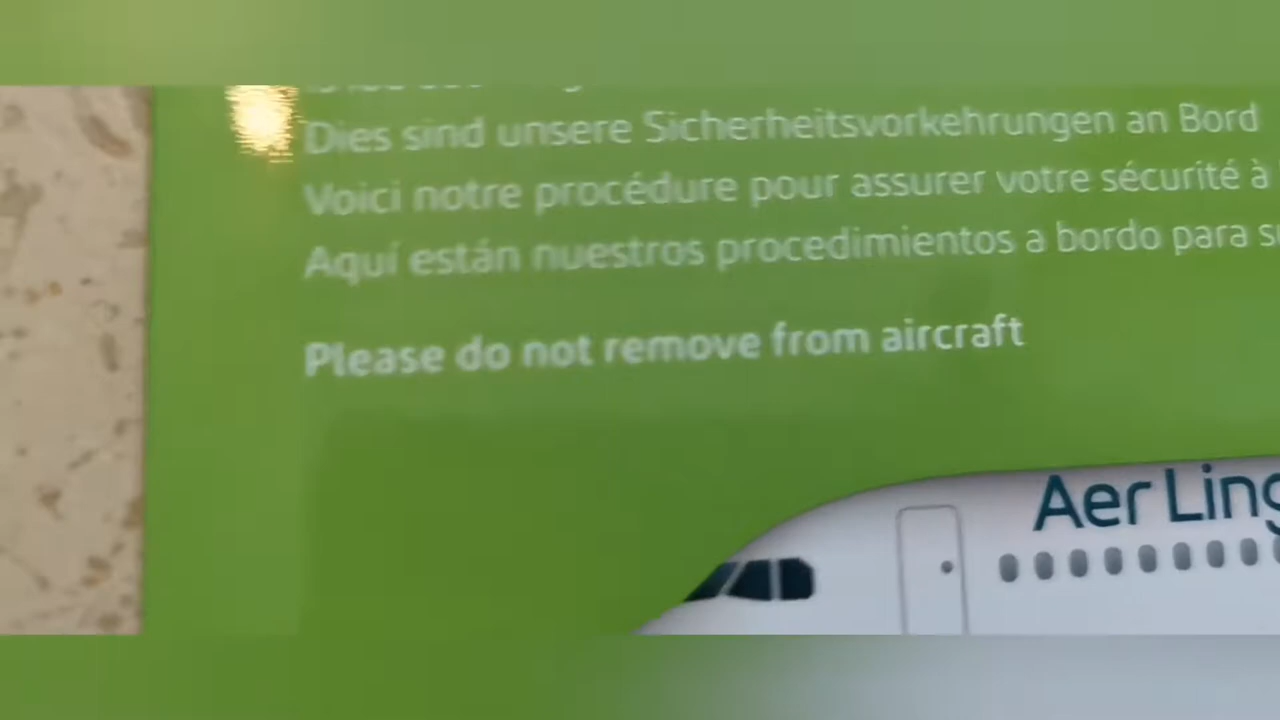 Dies sind unsere Sicherheitsvorkehrungen an Bord
Voici notre procédure pour assurer votre sécurité à
Aquí están nuestros procedimientos a bordo para
Please do not remove from aircraft
Aer Ling